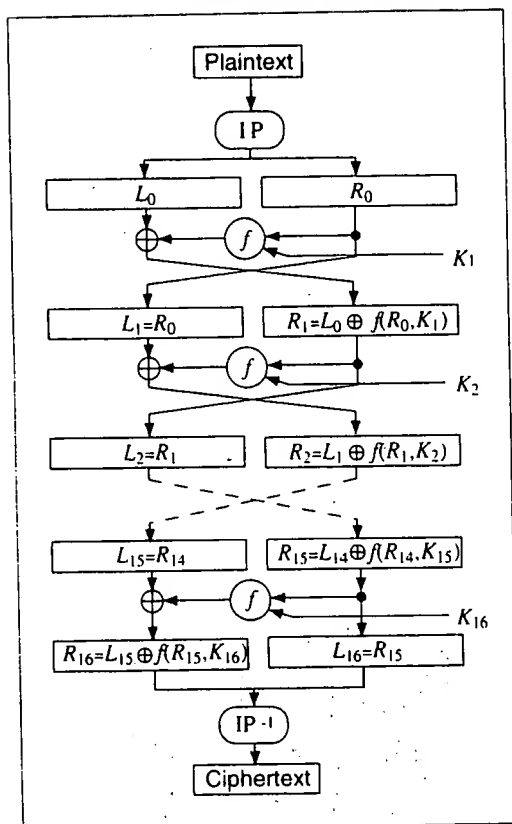 Plaintext
IP
L₀ R₀
f
K₁
L₁=R₀ R₁=L₀ ⊕ f(R₀,K₁)
f
K₂
L₂=R₁ R₂=L₁ ⊕ f(R₁,K₂)
L₁₅=R₁₄ R₁₅=L₁₄⊕f(R₁₄,K₁₅)
f
K₁₆
R₁₆=L₁₅⊕f(R₁₅,K₁₆) L₁₆=R₁₅
IP⁻¹
Ciphertext